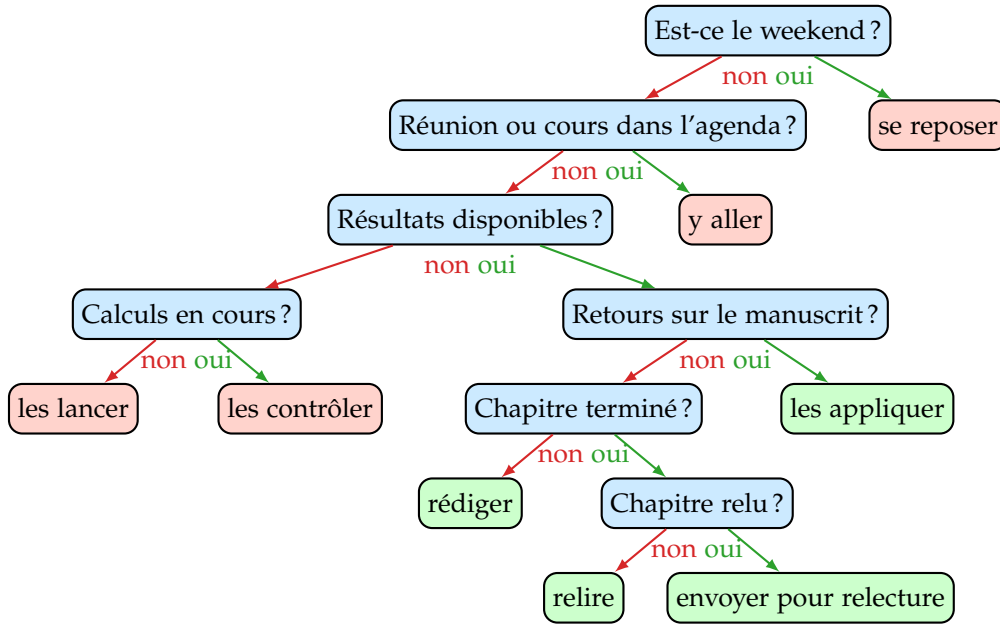 Est-ce le weekend ?
non oui
Réunion ou cours dans l'agenda ?
se reposer
non oui
Résultats disponibles ?
y aller
non oui
Calculs en cours ?
Retours sur le manuscrit ?
non oui
non oui
les lancer
les contrôler
Chapitre terminé ?
les appliquer
non oui
rédiger
Chapitre relu ?
non oui
relire
envoyer pour relecture